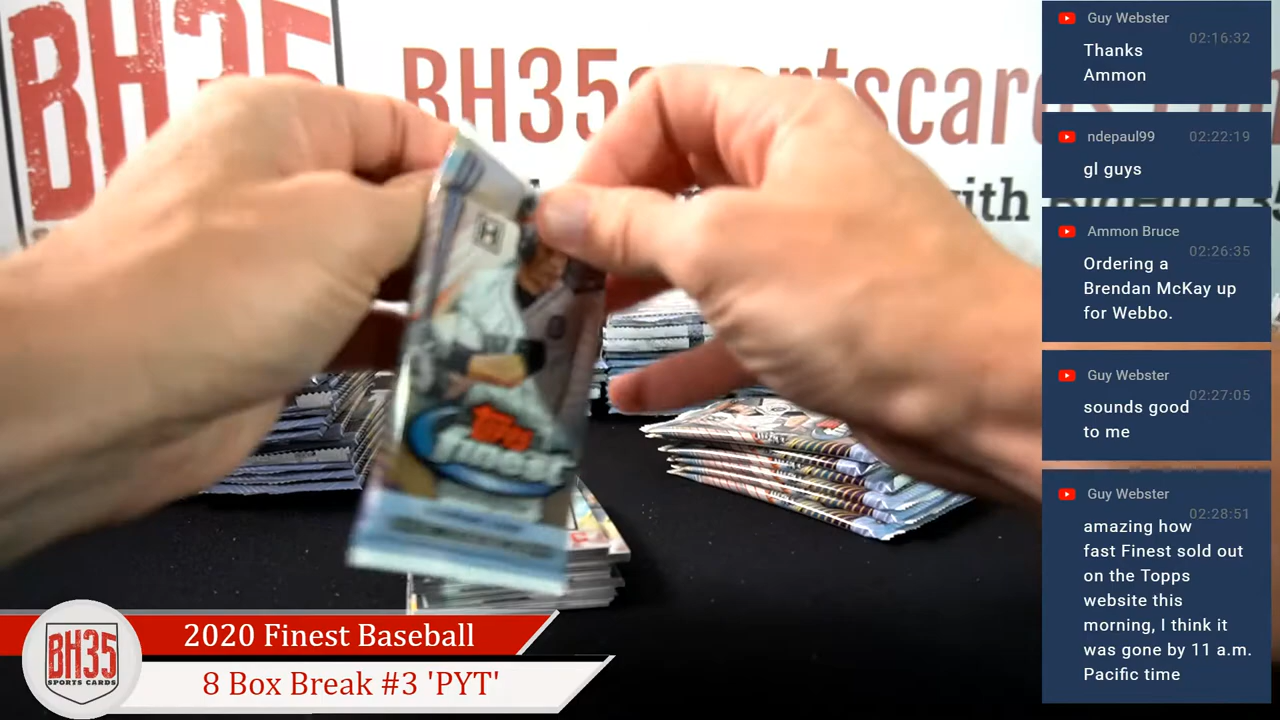 BH35
BH35sportscards
with
H
topps
finest
2020 Finest Baseball
8 Box Break #3 'PYT'
BH35
SPORTS CARDS
Guy Webster
02:16:32
Thanks
Ammon
ndepaul99
02:22:19
gl guys
Ammon Bruce
02:26:35
Ordering a
Brendan McKay up
for Webbo.
Guy Webster
02:27:05
sounds good
to me
Guy Webster
02:28:51
amazing how
fast Finest sold out
on the Topps
website this
morning, I think it
was gone by 11 a.m.
Pacific time